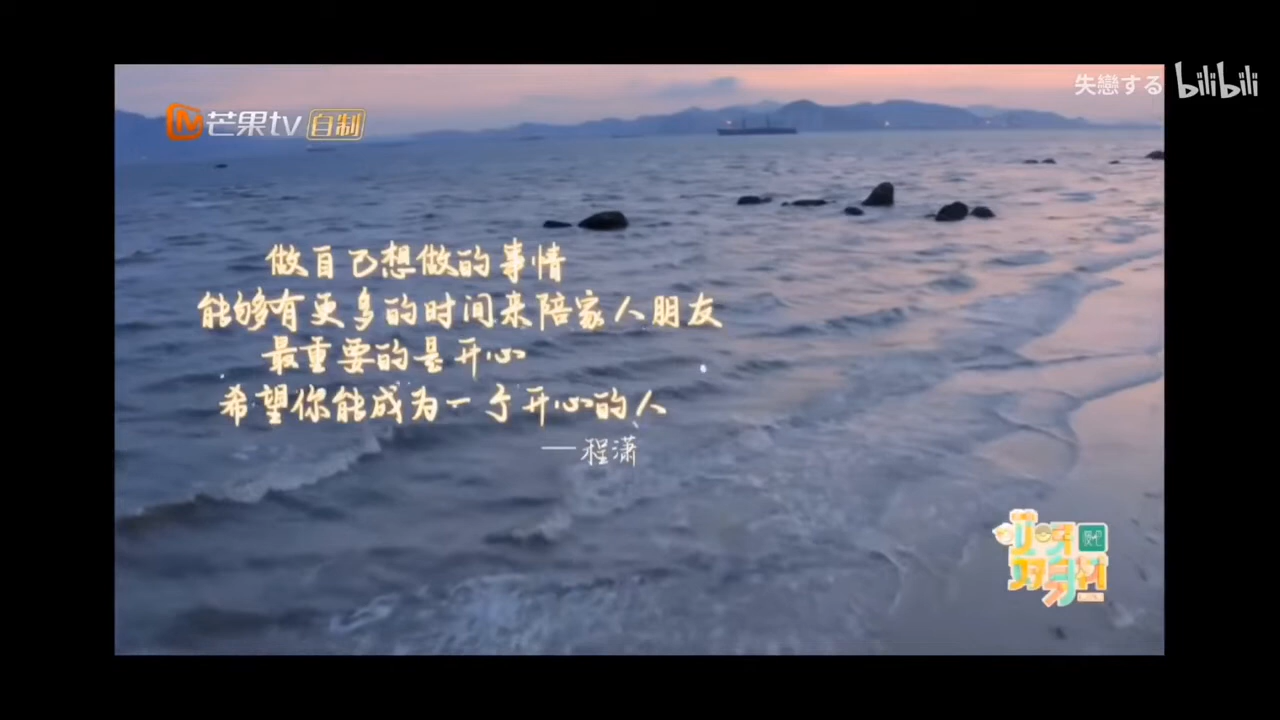 失戀する bilibili
芒果tv 自制
做自己想做的事情
能够有更多的时间来陪家人朋友
最重要的是开心
希望你能成为一个开心的人
——程潇